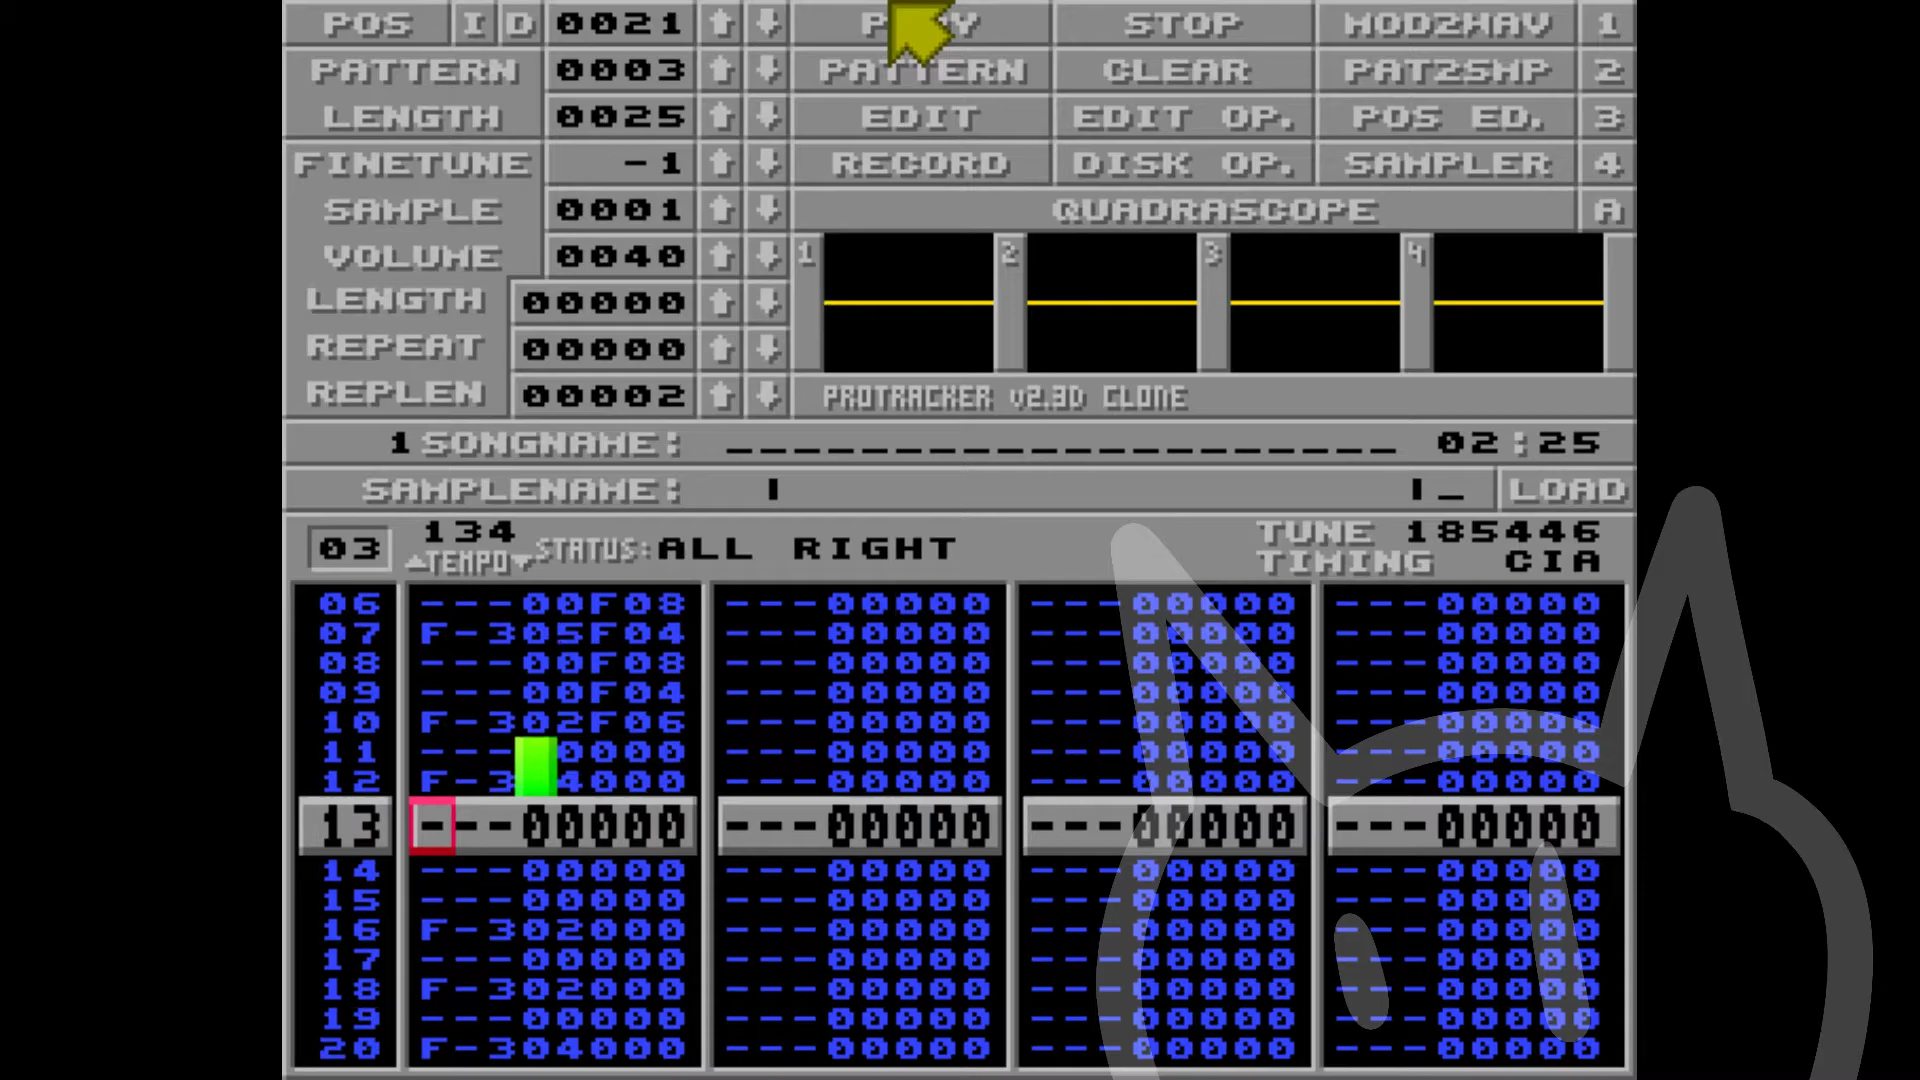 POS I D 0021 PLAY STOP MOD2WAV 1
PATTERN 0003 PATTERN CLEAR PAT2SMP 2
LENGTH 0025 EDIT EDIT OP. POS ED. 3
FINETUNE -1 RECORD DISK OP. SAMPLER 4
SAMPLE 0001 QUADRASCOPE A
VOLUME 0040 1 2 3 4
LENGTH 00000
REPEAT 00000
REPLEN 00002 PROTRACKER v2.3D CLONE
1 SONGNAME: ____________________ 02:25
SAMPLENAME: | |_ LOAD
03 134 TEMPO STATUS: ALL RIGHT TUNE 185446
TIMING CIA
06 ---00F08 ---00000 ---00000 ---00000
07 F-305F04 ---00000 ---00000 ---00000
08 ---00F08 ---00000 ---00000 ---00000
09 ---00F04 ---00000 ---00000 ---00000
10 F-302F06 ---00000 ---00000 ---00000
11 --- 0000 ---00000 ---00000 ---00000
12 F-3 4000 ---00000 ---00000 ---00000
13 ---00000 ---00000 ---00000 ---00000
14 ---00000 ---00000 ---00000 ---00000
15 ---00000 ---00000 ---00000 ---00000
16 F-302000 ---00000 ---00000 ---00000
17 ---00000 ---00000 ---00000 ---00000
18 F-302000 ---00000 ---00000 ---00000
19 ---00000 ---00000 ---00000 ---00000
20 F-304000 ---00000 ---00000 ---00000